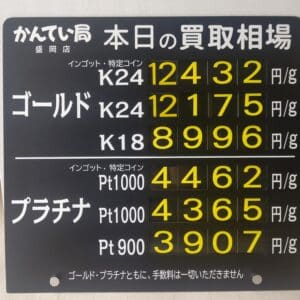 かんてい局
盛岡店
本日の買取相場
インゴット・特定コイン
K24 12432 円/g
ゴールド K24 12175 円/g
K18 8996 円/g
インゴット・特定コイン
Pt1000 4462 円/g
プラチナ Pt1000 4365 円/g
Pt900 3907 円/g
ゴールド・プラチナともに、手数料は一切いただきません